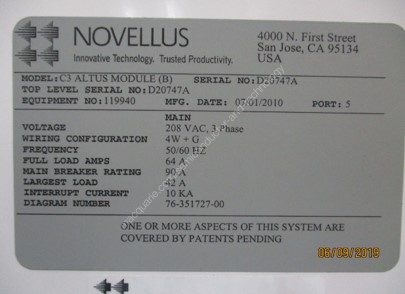 NOVELLUS
Innovative Technology. Trusted Productivity.
4000 N. First Street
San Jose, CA 95134
USA
MODEL: C3 ALTUS MODULE (B) SERIAL NO: D20747A
TOP LEVEL SERIAL NO: D20747A
EQUIPMENT NO: 119940 MFG. DATE: 07/01/2010 PORT: 5
MAIN
VOLTAGE 208 VAC, 3 Phase
WIRING CONFIGURATION 4W + G
FREQUENCY 50/60 HZ
FULL LOAD AMPS 64 A
MAIN BREAKER RATING 90 A
LARGEST LOAD 42 A
INTERRUPT CURRENT 10 KA
DIAGRAM NUMBER 76-351727-00
ONE OR MORE ASPECTS OF THIS SYSTEM ARE
COVERED BY PATENTS PENDING